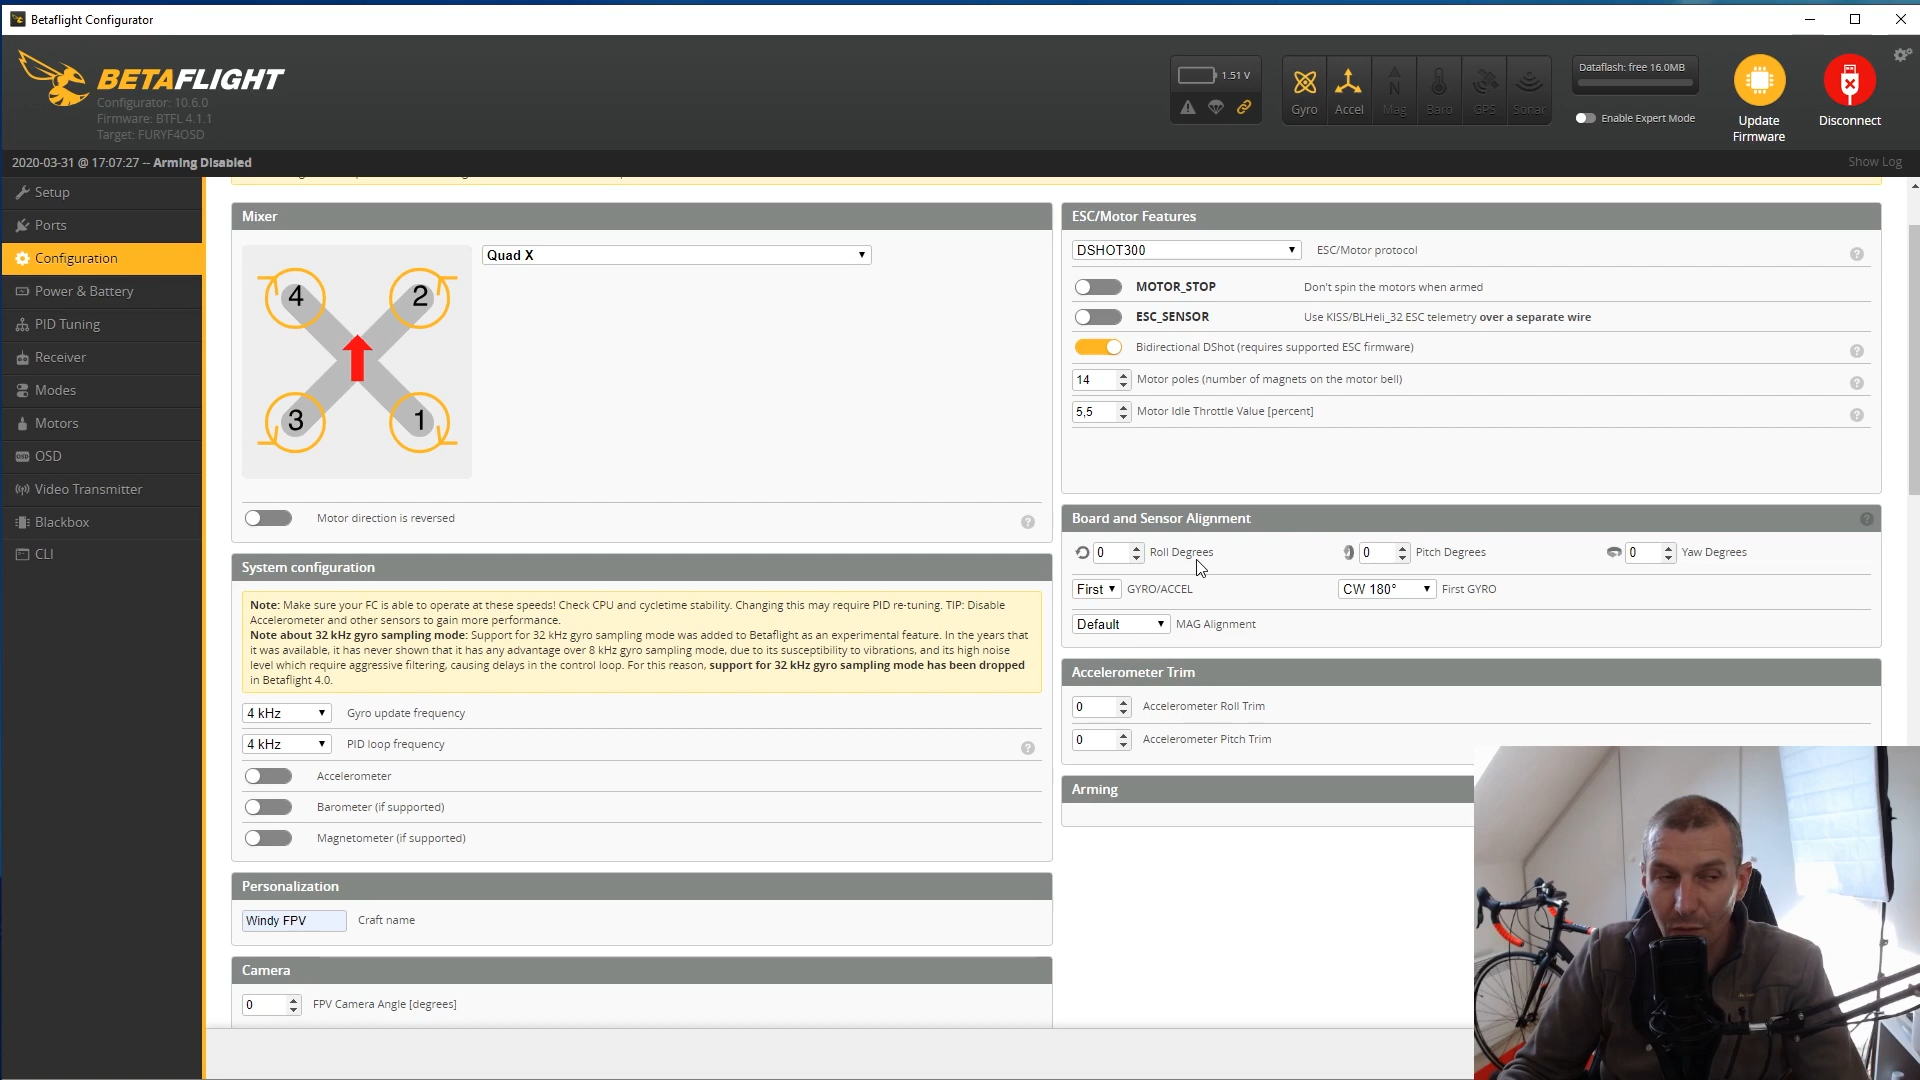 Betaflight Configurator
BETAFLIGHT
Configurator: 10.6.0
Firmware: BTFL 4.1.1
Target: FURYF4OSD
1.51 V
Gyro
Accel
Mag
Baro
GPS
Sonar
Dataflash: free 16.0MB
Enable Expert Mode
Update
Firmware
Disconnect
2020-03-31 @ 17:07:27 -- Arming Disabled
Show Log
Setup
Ports
Configuration
Power & Battery
PID Tuning
Receiver
Modes
Motors
OSD
Video Transmitter
Blackbox
CLI
Mixer
Quad X
4
2
3
1
Motor direction is reversed
System configuration
Note: Make sure your FC is able to operate at these speeds! Check CPU and cycletime stability. Changing this may require PID re-tuning. TIP: Disable
Accelerometer and other sensors to gain more performance.
Note about 32 kHz gyro sampling mode: Support for 32 kHz gyro sampling mode was added to Betaflight as an experimental feature. In the years that
it was available, it has never shown that it has any advantage over 8 kHz gyro sampling mode, due to its susceptibility to vibrations, and its high noise
level which require aggressive filtering, causing delays in the control loop. For this reason, support for 32 kHz gyro sampling mode has been dropped
in Betaflight 4.0.
4 kHz Gyro update frequency
4 kHz PID loop frequency
Accelerometer
Barometer (if supported)
Magnetometer (if supported)
Personalization
Windy FPV Craft name
Camera
0 FPV Camera Angle [degrees]
ESC/Motor Features
DSHOT300 ESC/Motor protocol
MOTOR_STOP Don't spin the motors when armed
ESC_SENSOR Use KISS/BLHeli_32 ESC telemetry over a separate wire
Bidirectional DShot (requires supported ESC firmware)
14 Motor poles (number of magnets on the motor bell)
5,5 Motor Idle Throttle Value [percent]
Board and Sensor Alignment
0 Roll Degrees 0 Pitch Degrees 0 Yaw Degrees
First GYRO/ACCEL CW 180° First GYRO
Default MAG Alignment
Accelerometer Trim
0 Accelerometer Roll Trim
0 Accelerometer Pitch Trim
Arming